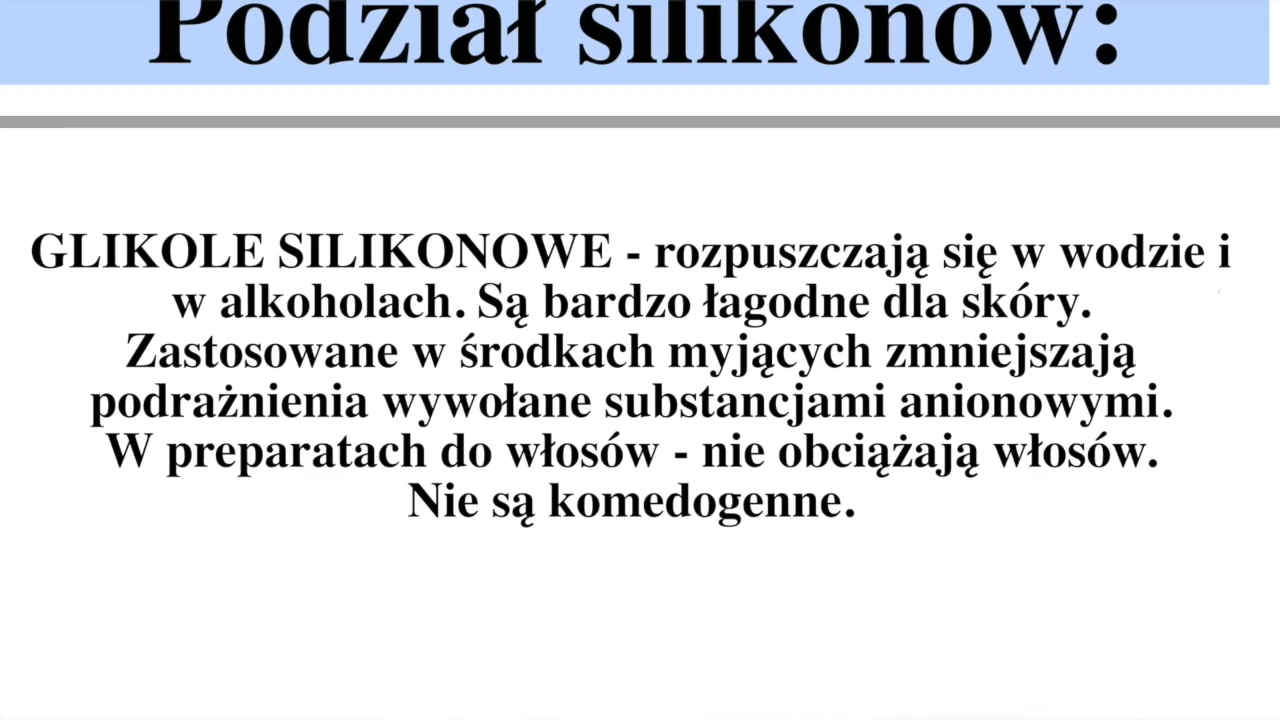 Podział silikonów:
GLIKOLE SILIKONOWE - rozpuszczają się w wodzie i
w alkoholach. Są bardzo łagodne dla skóry.
Zastosowane w środkach myjących zmniejszają
podrażnienia wywołane substancjami anionowymi.
W preparatach do włosów - nie obciążają włosów.
Nie są komedogenne.